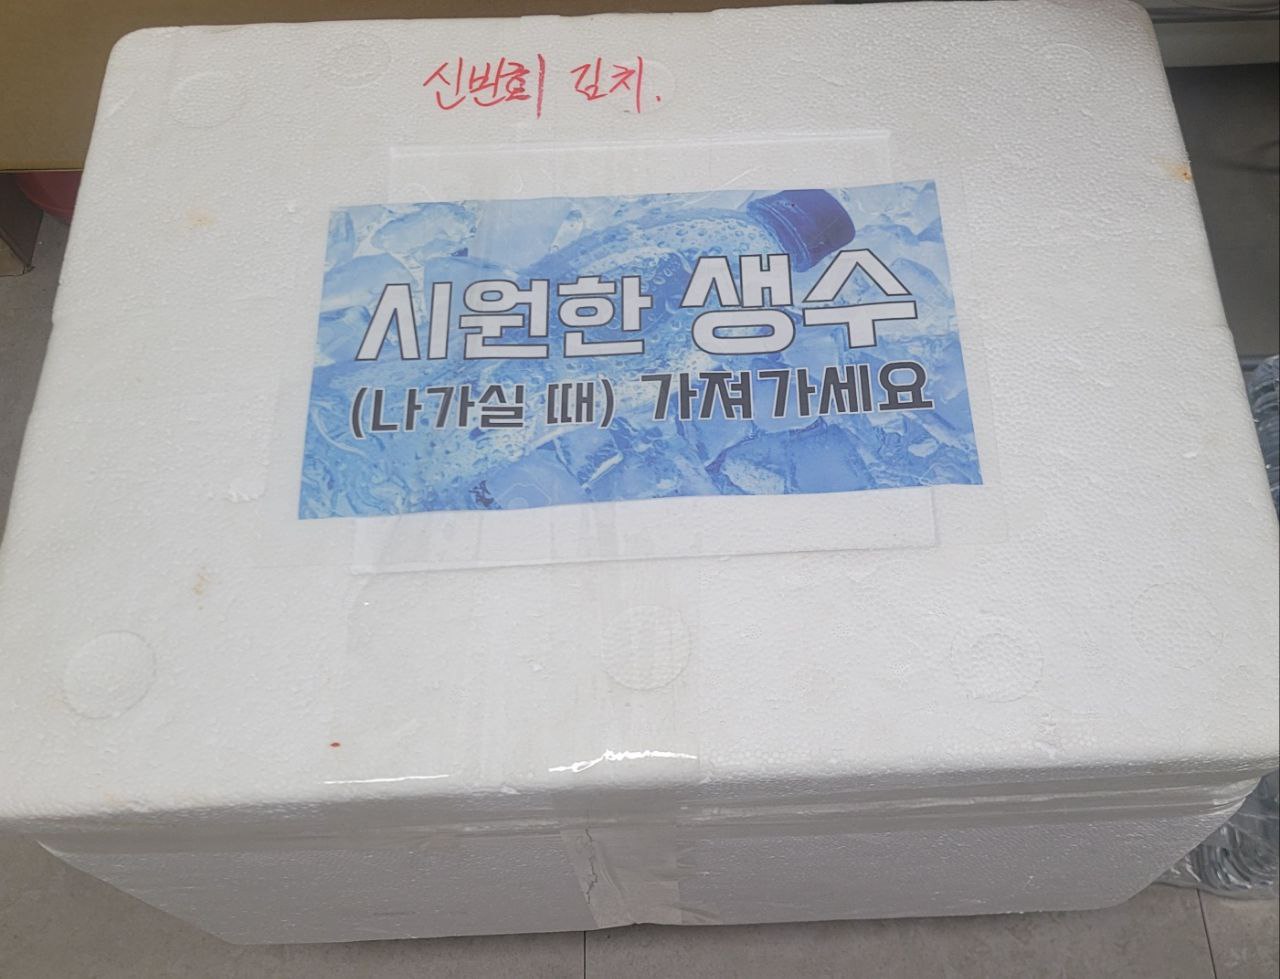 신반회 김치.
시원한 생수
(나가실 때) 가져가세요